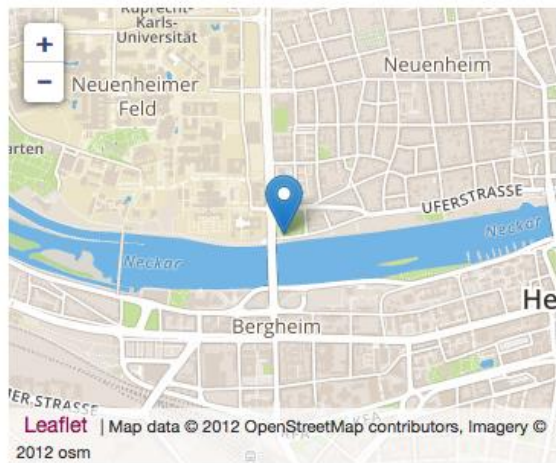 Ruprecht-
Karls-
Universität
+
−
Neuenheimer
Feld
Neuenheim
arten
UFERSTRASSE
Neckar
Neckar
He
Bergheim
ER STRASSE
Leaflet | Map data © 2012 OpenStreetMap contributors, Imagery ©
2012 osm